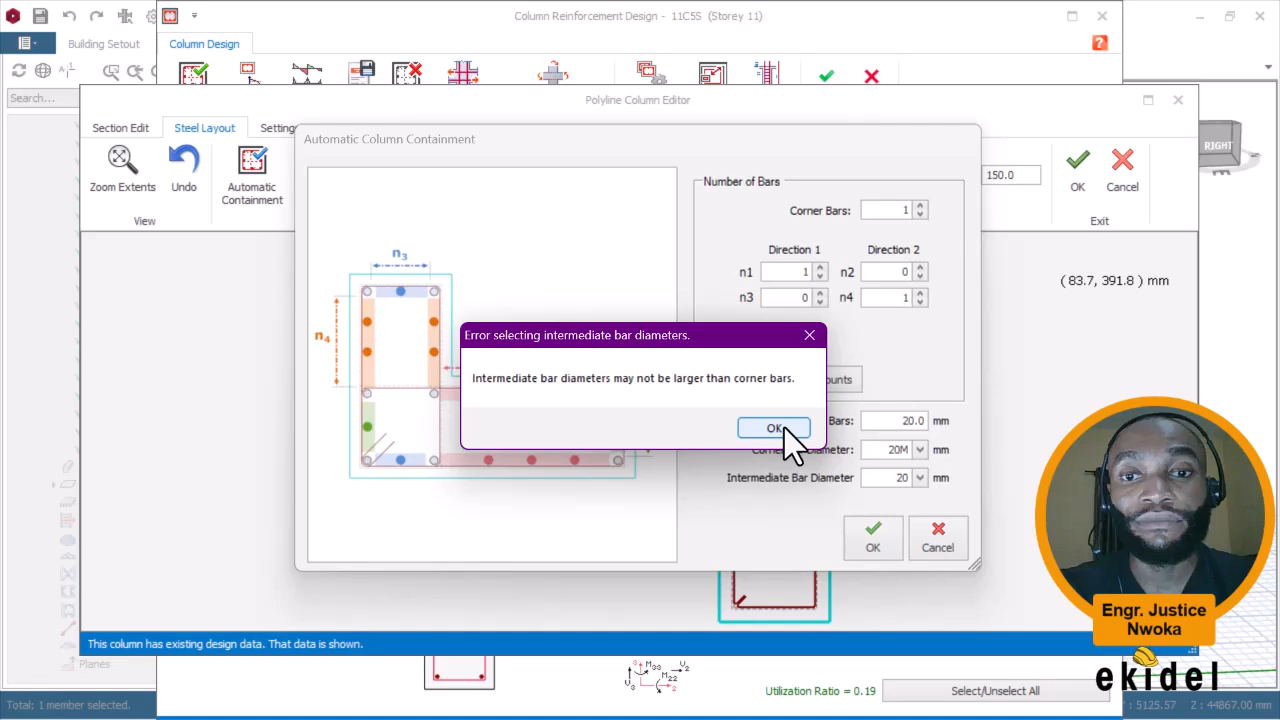 Column Reinforcement Design - 11C5S (Storey 11)
Building Setout
Column Design
Search...
Polyline Column Editor
Section Edit
Steel Layout
Settings
Automatic Column Containment
Zoom Extents
Undo
Automatic
Containment
View
150.0
OK
Cancel
Exit
RIGHT
Number of Bars
Corner Bars:
1
Direction 1
Direction 2
n1
1
n2
0
n3
0
n4
1
( 83.7, 391.8 ) mm
n3
n4
Error selecting intermediate bar diameters.
Intermediate bar diameters may not be larger than corner bars.
OK
Bars:
20.0
mm
Diameter:
20M
mm
Intermediate Bar Diameter
20
mm
OK
Cancel
This column has existing design data. That data is shown.
Planes
Utilization Ratio = 0.19
Select/Unselect All
Total: 1 member selected.
Y : 5125.57
Z : 44867.00 mm
Engr. Justice
Nwoka
ekidel